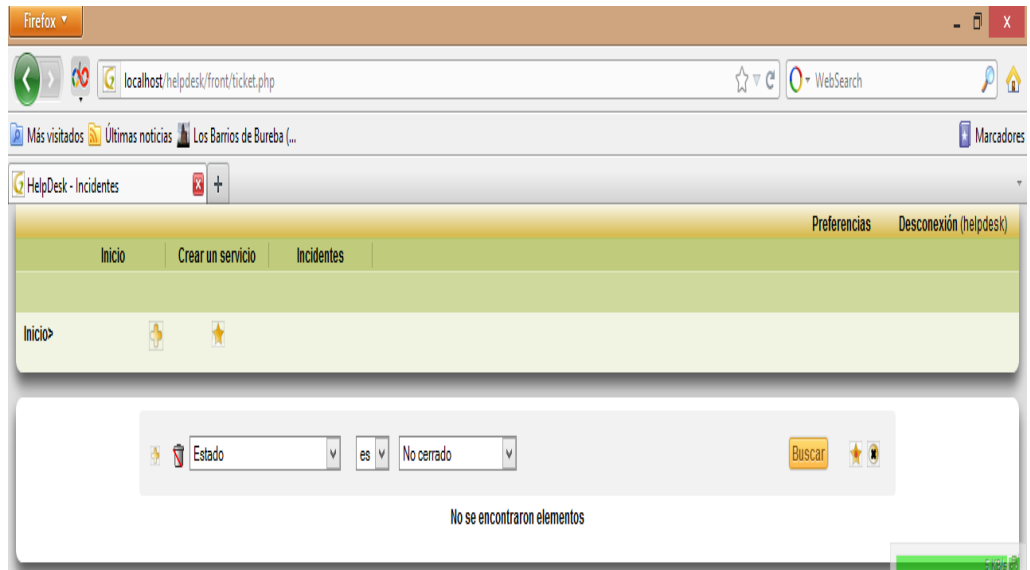 Firefox
localhost/helpdesk/front/ticket.php
WebSearch
Más visitados Últimas noticias Los Barrios de Bureba (...
Marcadores
HelpDesk - Incidentes
Preferencias Desconexión (helpdesk)
Inicio Crear un servicio Incidentes
Inicio>
Estado es No cerrado Buscar
No se encontraron elementos